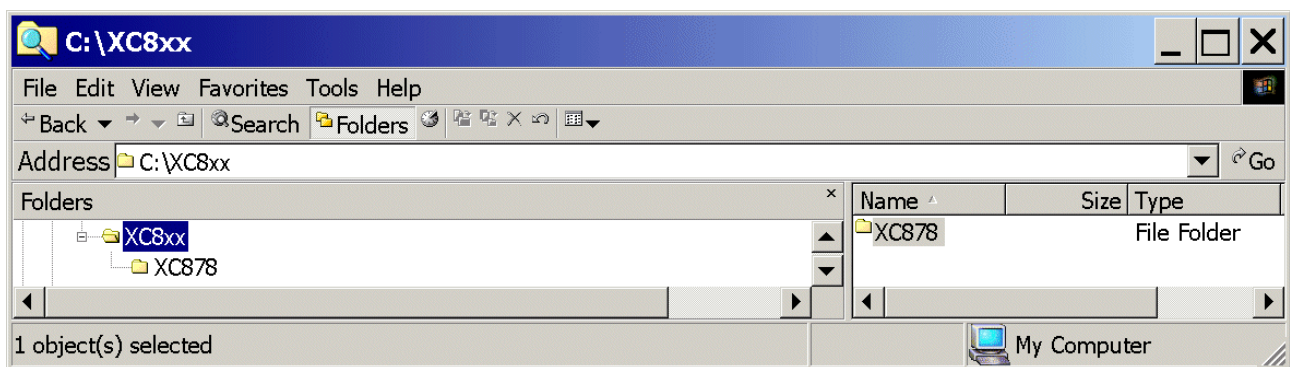 C:\XC8xx
File Edit View Favorites Tools Help
Back Search Folders
Address C:\XC8xx Go
Folders
XC8xx
XC878
Name Size Type
XC878 File Folder
1 object(s) selected My Computer